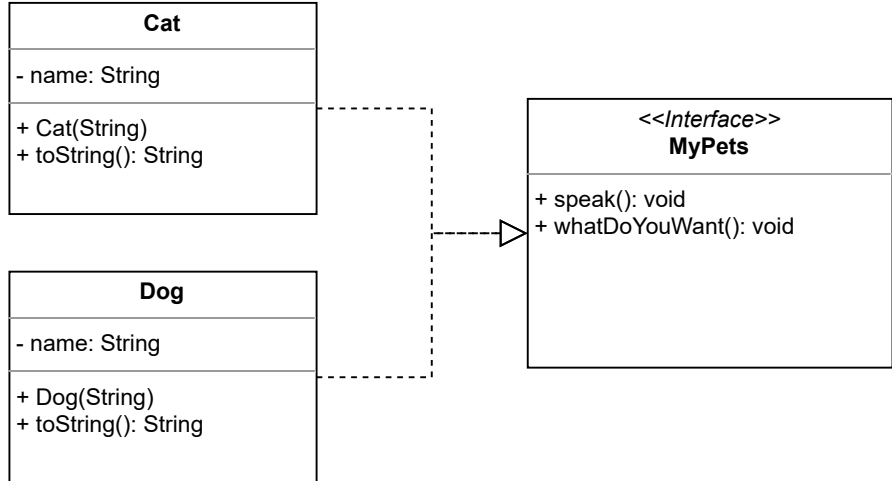 Cat
- name: String
+ Cat(String)
+ toString(): String
<<Interface>>
MyPets
+ speak(): void
+ whatDoYouWant(): void
Dog
- name: String
+ Dog(String)
+ toString(): String